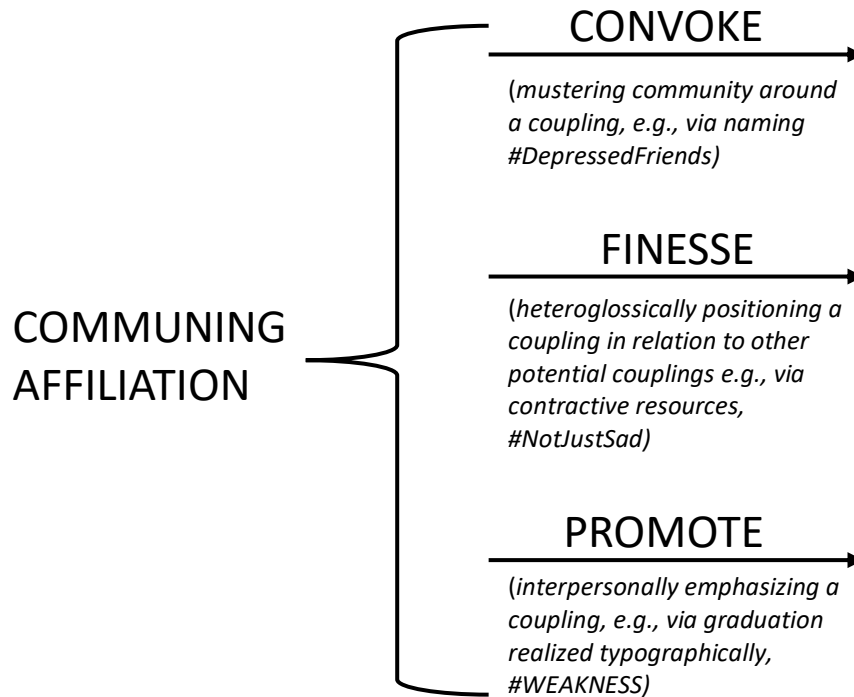 CONVOKE
(mustering community around
a coupling, e.g., via naming
#DepressedFriends)
FINESSE
(heteroglossically positioning a
coupling in relation to other
potential couplings e.g., via
contractive resources,
#NotJustSad)
COMMUNING
AFFILIATION
PROMOTE
(interpersonally emphasizing a
coupling, e.g., via graduation
realized typographically,
#WEAKNESS)